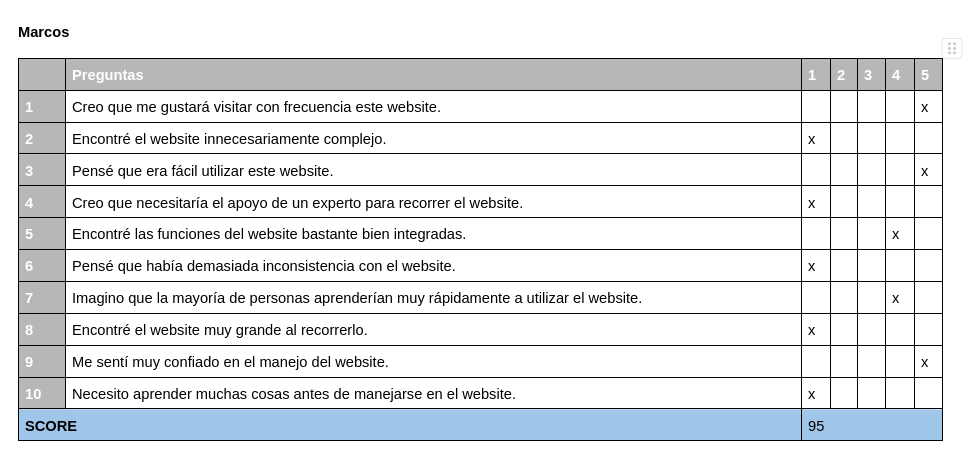 Marcos
Preguntas 1 2 3 4 5
1 Creo que me gustará visitar con frecuencia este website. x
2 Encontré el website innecesariamente complejo. x
3 Pensé que era fácil utilizar este website. x
4 Creo que necesitaría el apoyo de un experto para recorrer el website. x
5 Encontré las funciones del website bastante bien integradas. x
6 Pensé que había demasiada inconsistencia con el website. x
7 Imagino que la mayoría de personas aprenderían muy rápidamente a utilizar el website. x
8 Encontré el website muy grande al recorrerlo. x
9 Me sentí muy confiado en el manejo del website. x
10 Necesito aprender muchas cosas antes de manejarse en el website. x
SCORE 95